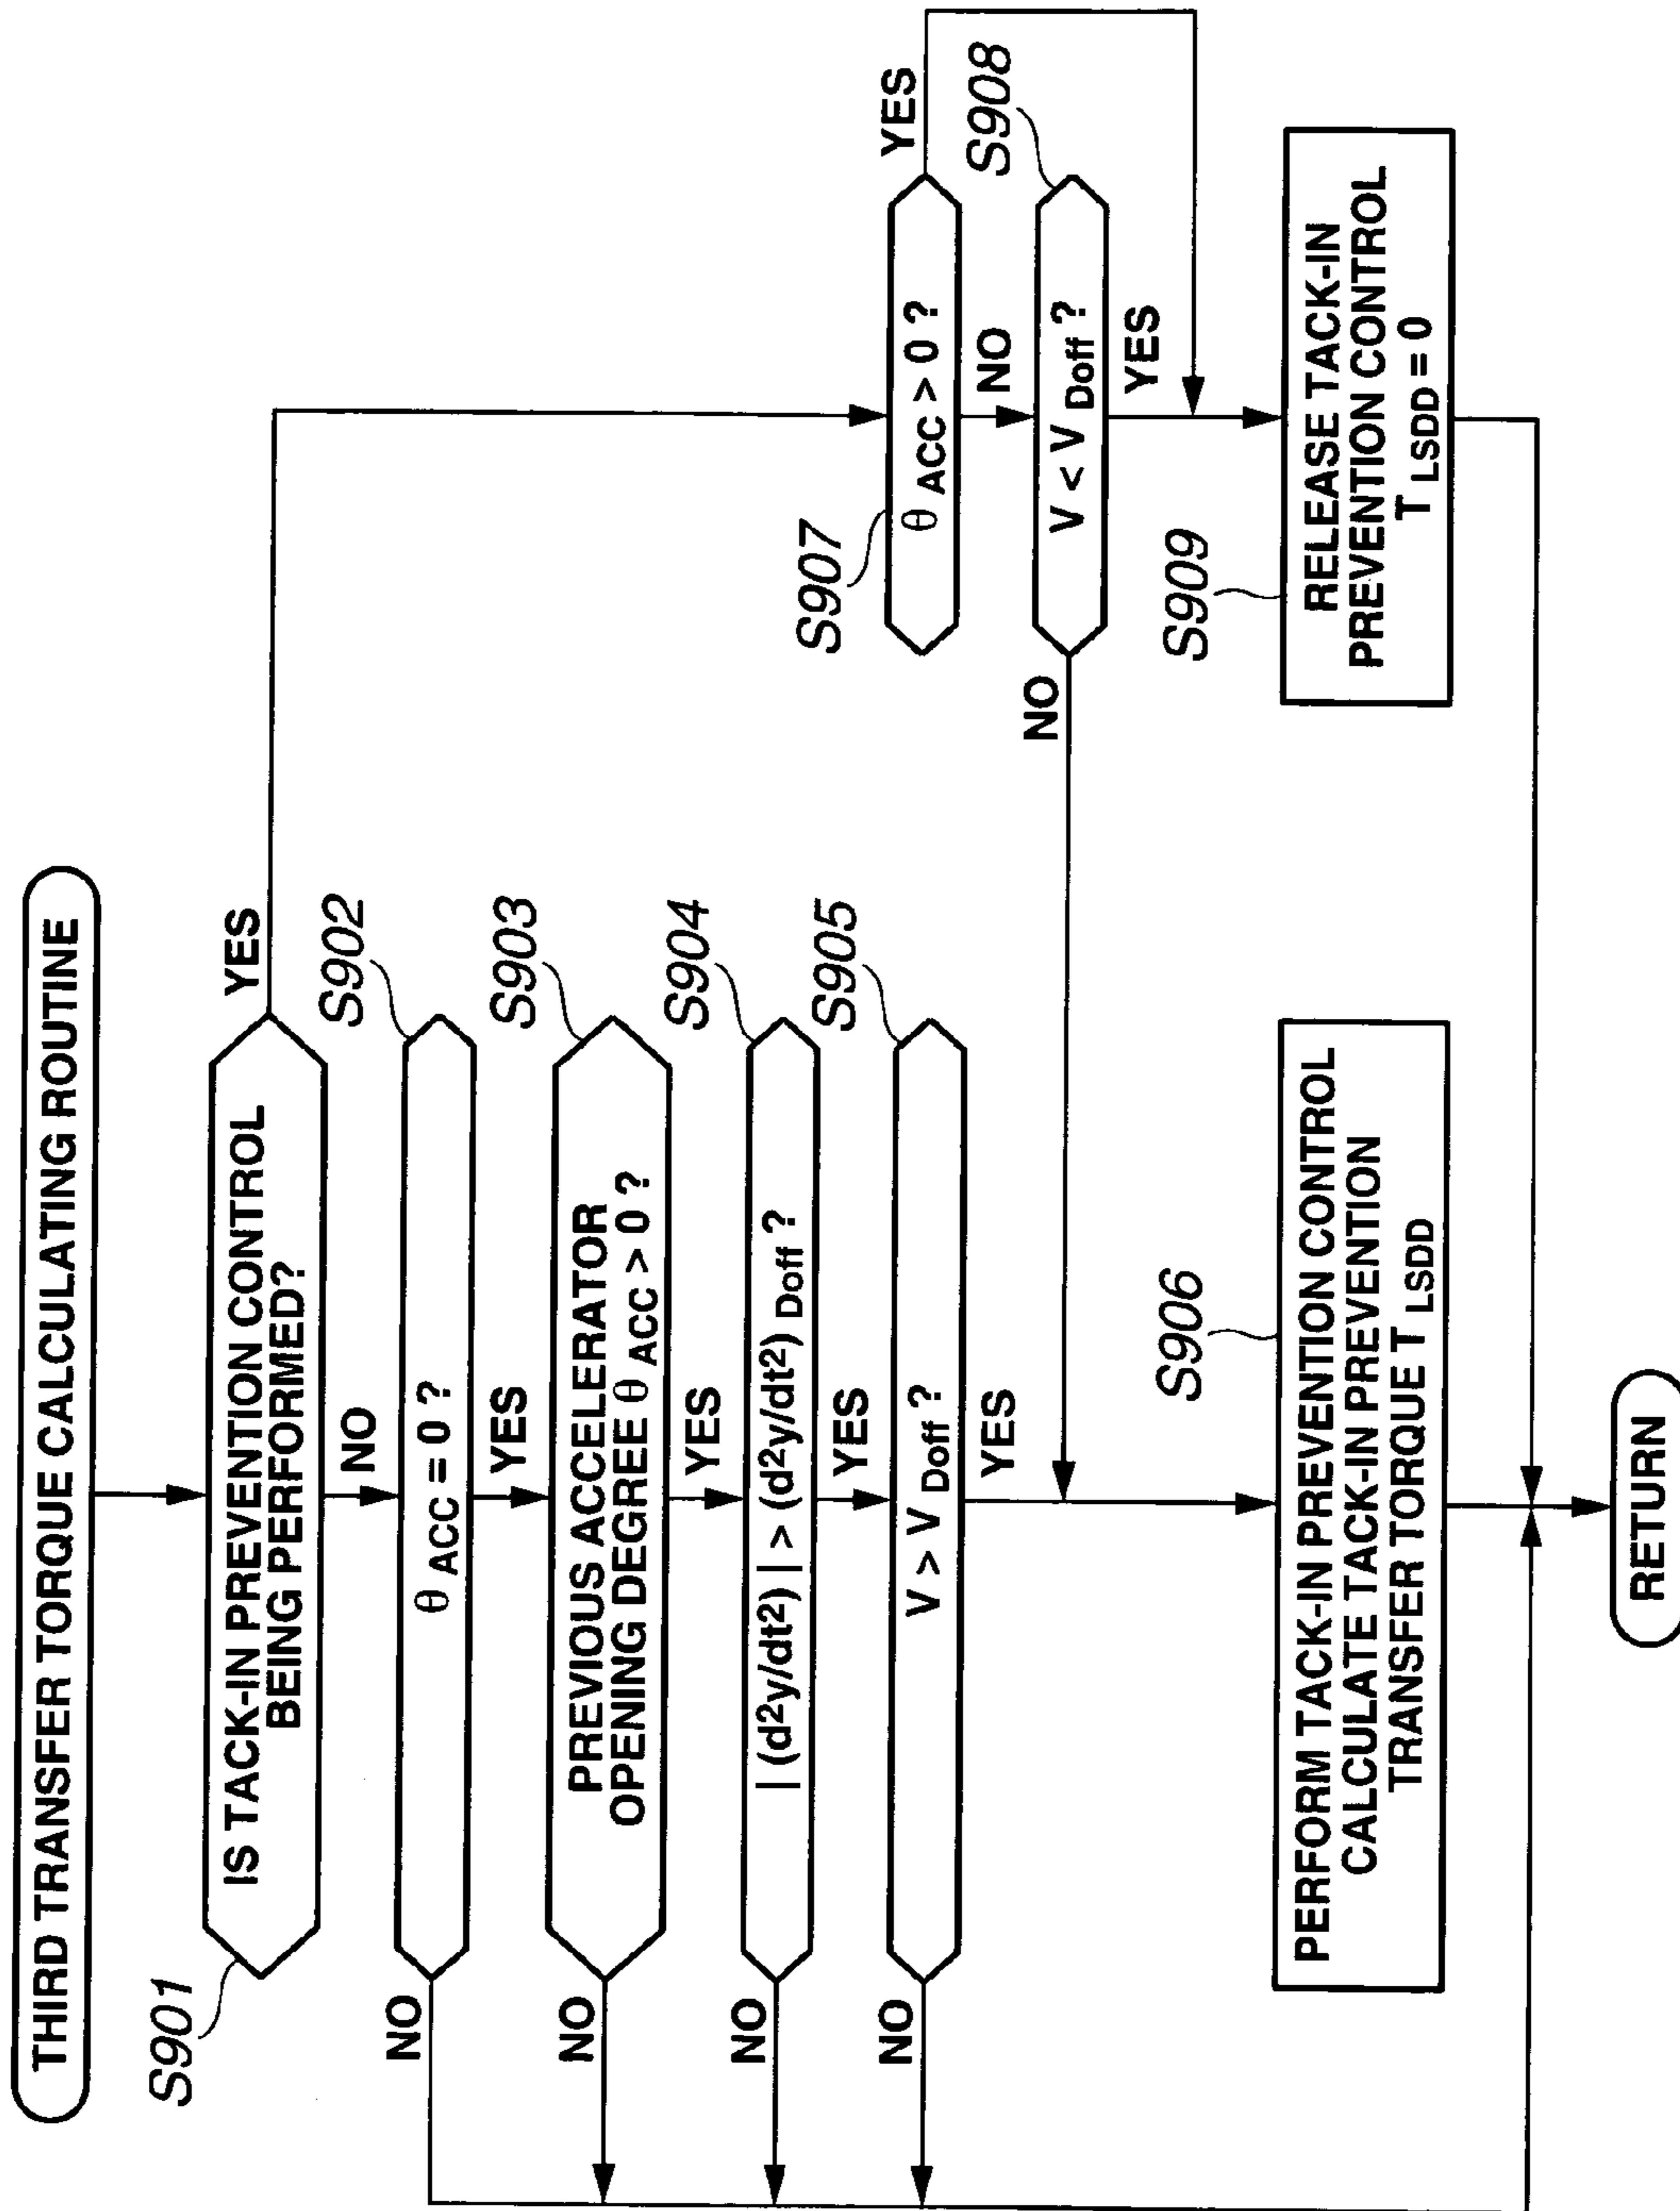 THIRD TRANSFER TORQUE CALCULATING ROUTINE
S901
IS TACK-IN PREVENTION CONTROL
BEING PERFORMED?
YES
NO
S902
θ ACC = 0 ?
NO
YES
S903
PREVIOUS ACCELERATOR
OPENING DEGREE θ ACC > 0 ?
NO
YES
S904
| (d²y/dt²) | > (d²y/dt²) Doff ?
NO
YES
S905
V > V Doff ?
NO
YES
S906
PERFORM TACK-IN PREVENTION CONTROL
CALCULATE TACK-IN PREVENTION
TRANSFER TORQUE T LSDD
S907
θ ACC > 0 ?
YES
NO
S908
V < V Doff ?
NO
YES
S909
RELEASE TACK-IN
PREVENTION CONTROL
T LSDD = 0
RETURN